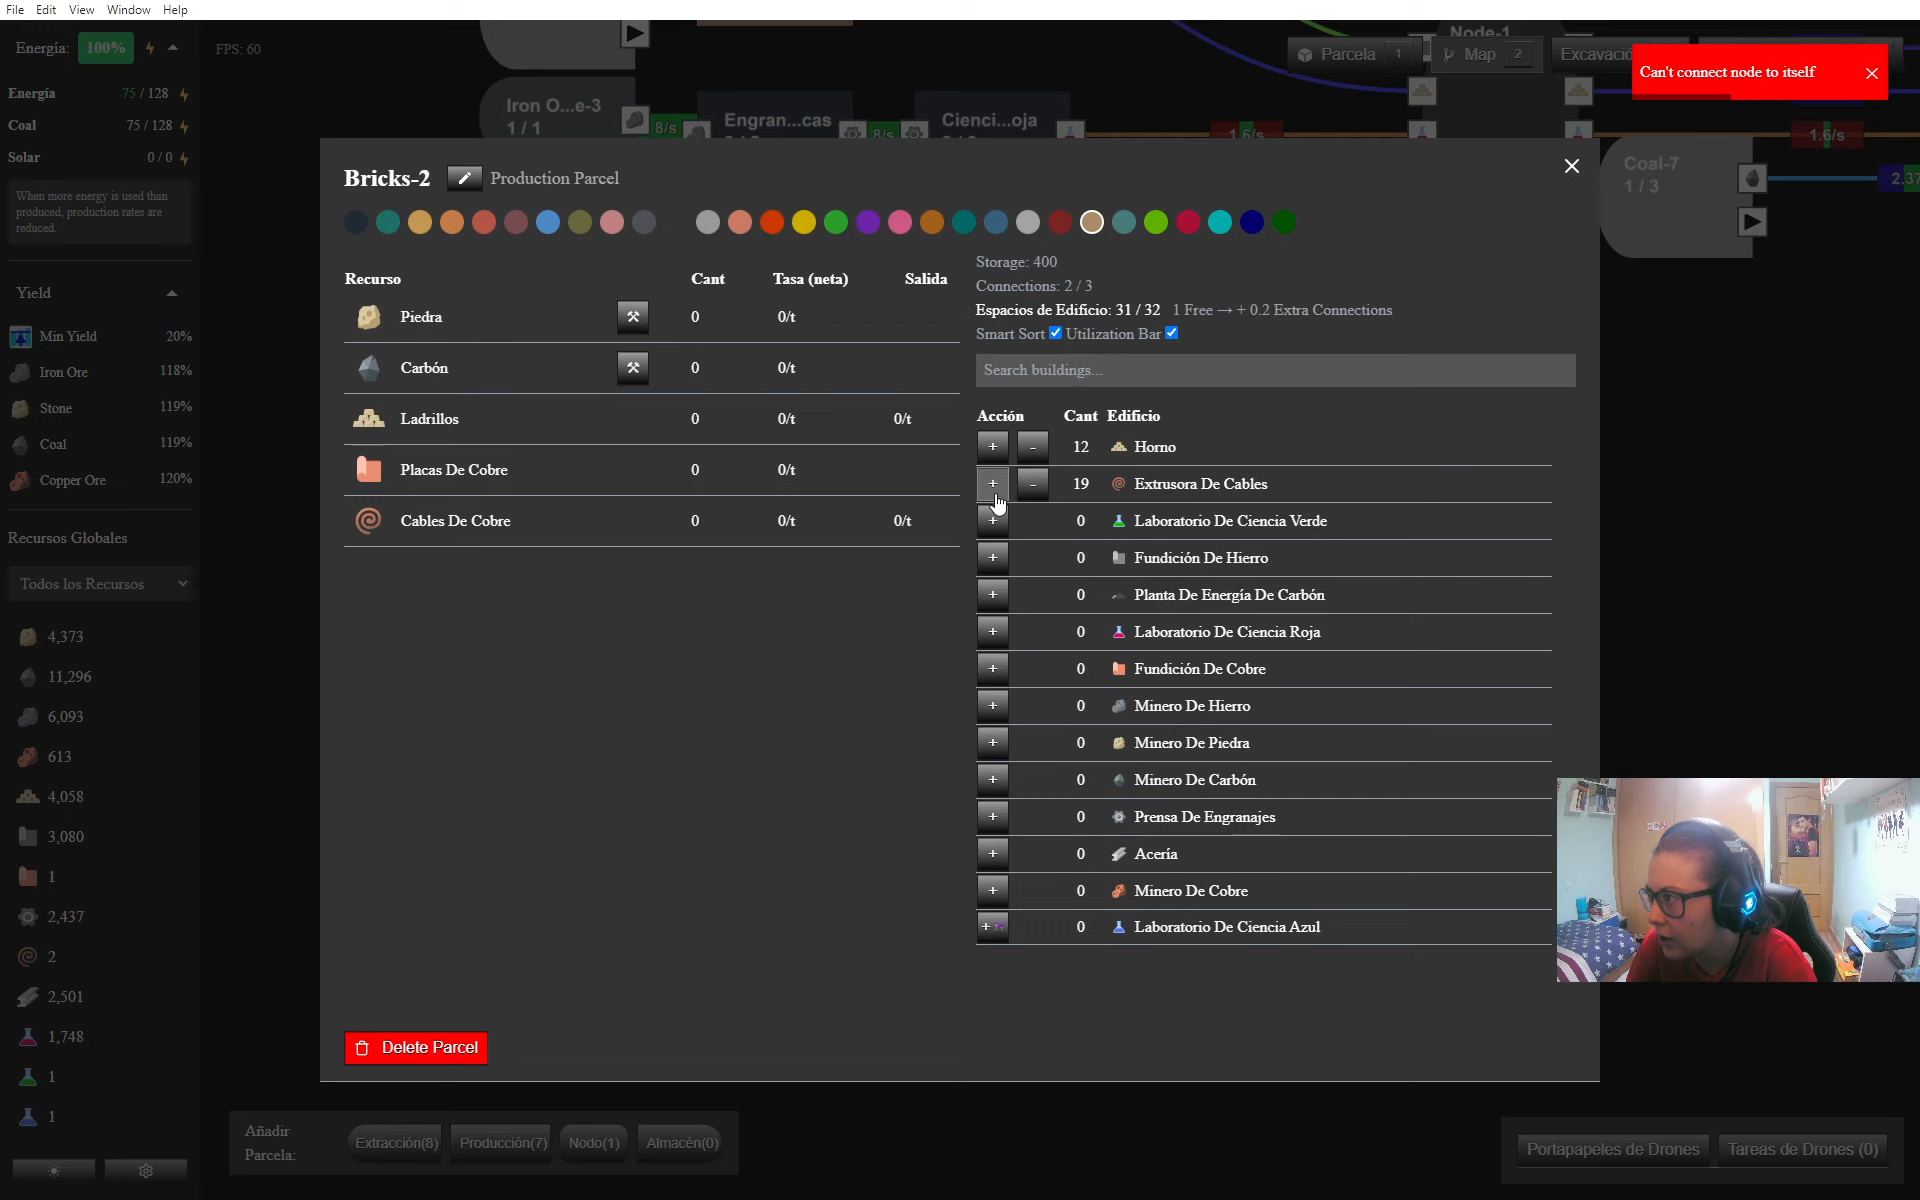 File Edit View Window Help
Energía: 100%
FPS: 60
Energía 75 / 128
Coal 75 / 128
Solar 0 / 0
When more energy is used than
produced, production rates are
reduced.
Yield
Min Yield 20%
Iron Ore 118%
Stone 119%
Coal 119%
Copper Ore 120%
Recursos Globales
Todos los Recursos
4,373
11,296
6,093
613
4,058
3,080
1
2,437
2
2,501
1,748
1
1
Iron O...e-3
1 / 1
8/s
Engran...cas
8/s
Cienci...oja
1.6/s
Node-1
Parcela 1
Map 2
Excavació
Can't connect node to itself
1.6/s
Coal-7
1 / 3
2.37
Bricks-2 Production Parcel
Recurso Cant Tasa (neta) Salida
Piedra 0 0/t
Carbón 0 0/t
Ladrillos 0 0/t 0/t
Placas De Cobre 0 0/t
Cables De Cobre 0 0/t 0/t
Delete Parcel
Storage: 400
Connections: 2 / 3
Espacios de Edificio: 31 / 32 1 Free → + 0.2 Extra Connections
Smart Sort Utilization Bar
Search buildings...
Acción Cant Edificio
+ - 12 Horno
+ - 19 Extrusora De Cables
+ 0 Laboratorio De Ciencia Verde
+ 0 Fundición De Hierro
+ 0 Planta De Energía De Carbón
+ 0 Laboratorio De Ciencia Roja
+ 0 Fundición De Cobre
+ 0 Minero De Hierro
+ 0 Minero De Piedra
+ 0 Minero De Carbón
+ 0 Prensa De Engranajes
+ 0 Acería
+ 0 Minero De Cobre
+ 0 Laboratorio De Ciencia Azul
Añadir
Parcela:
Extracción(8) Producción(7) Nodo(1) Almacén(0)
Portapapeles de Drones Tareas de Drones (0)